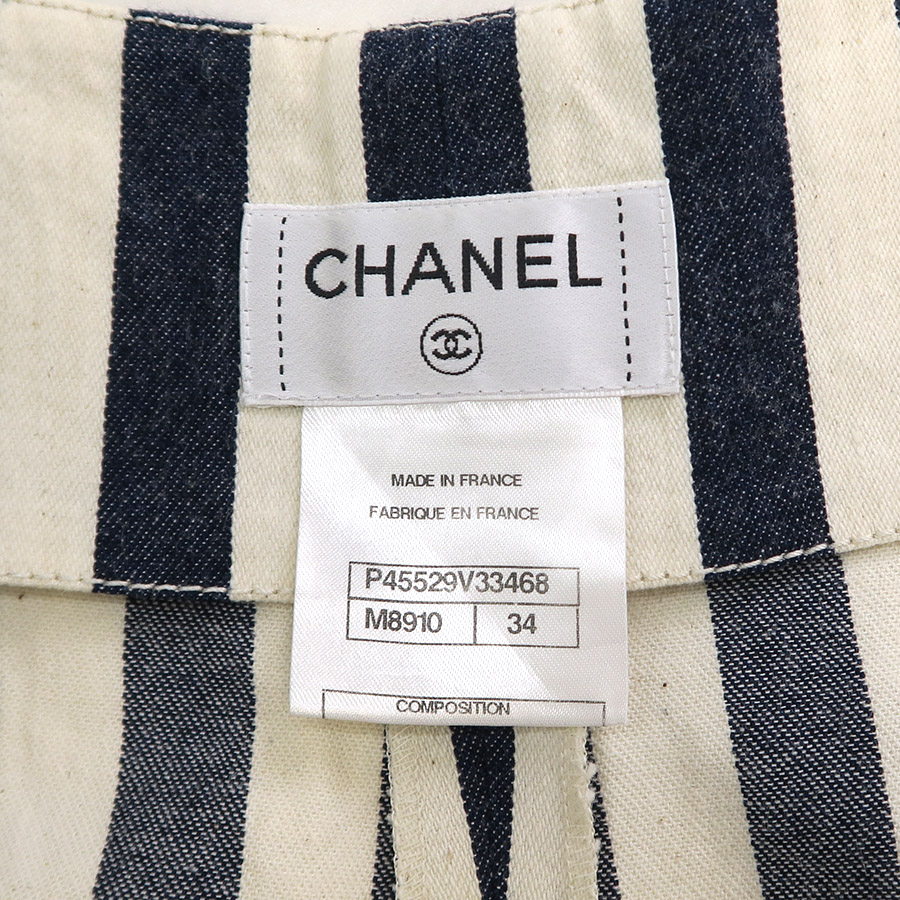 CHANEL
MADE IN FRANCE
FABRIQUE EN FRANCE
P45529V33468
M8910 34
COMPOSITION